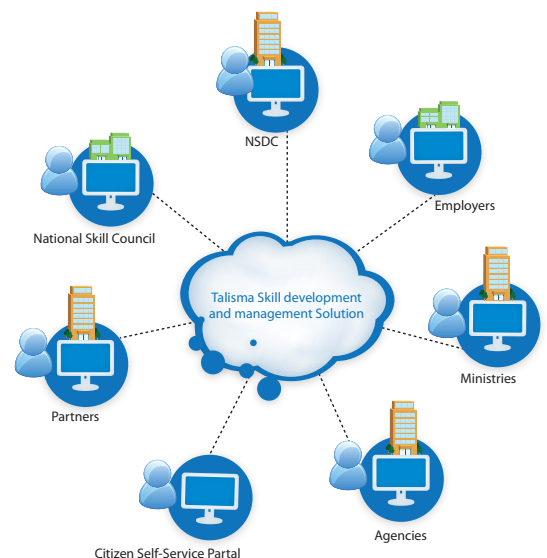 NSDC
National Skill Council
Employers
Talisma Skill development
and management Solution
Partners
Ministries
Citizen Self-Service Partal
Agencies